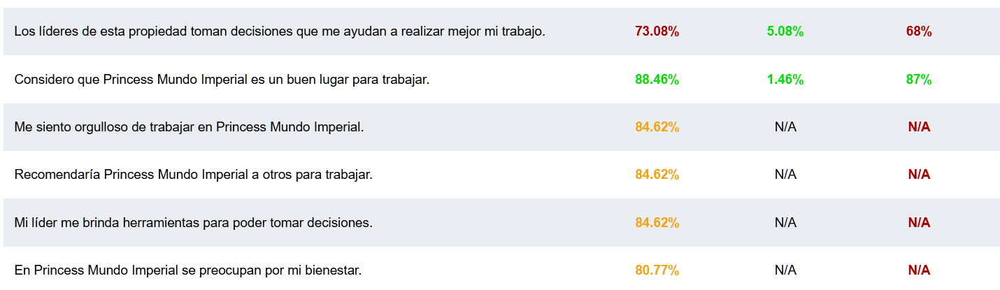 Los líderes de esta propiedad toman decisiones que me ayudan a realizar mejor mi trabajo. 73.08% 5.08% 68%
Considero que Princess Mundo Imperial es un buen lugar para trabajar. 88.46% 1.46% 87%
Me siento orgulloso de trabajar en Princess Mundo Imperial. 84.62% N/A N/A
Recomendaría Princess Mundo Imperial a otros para trabajar. 84.62% N/A N/A
Mi líder me brinda herramientas para poder tomar decisiones. 84.62% N/A N/A
En Princess Mundo Imperial se preocupan por mi bienestar. 80.77% N/A N/A